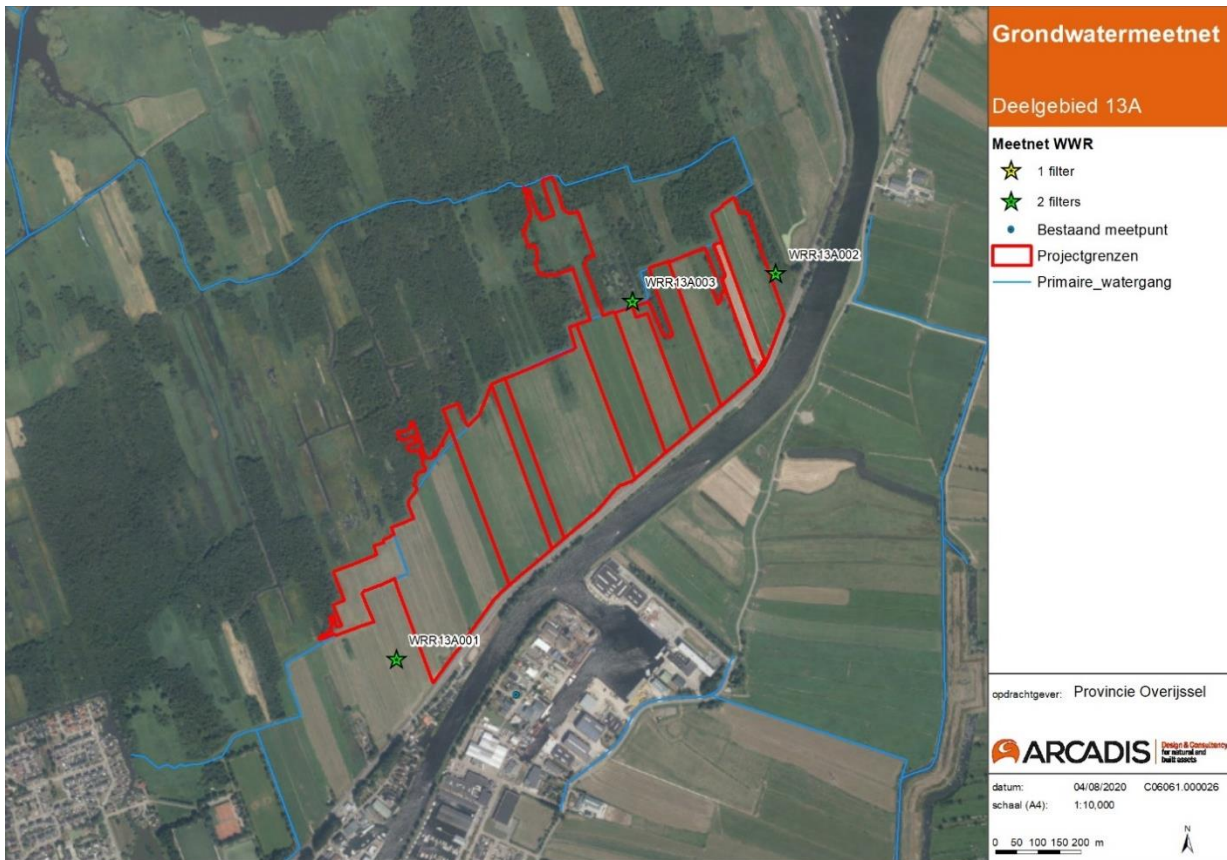 Grondwatermeetnet
Deelgebied 13A
Meetnet WWR
1 filter
2 filters
Bestaand meetpunt
Projectgrenzen
Primaire_watergang
WRR13A002
WRR13A003
WRR13A001
opdrachtgever: Provincie Overijssel
ARCADIS
Design & Consultancy
for natural and
built assets
datum: 04/08/2020 C06061.000026
schaal (A4): 1:10,000
N
0 50 100 150 200 m